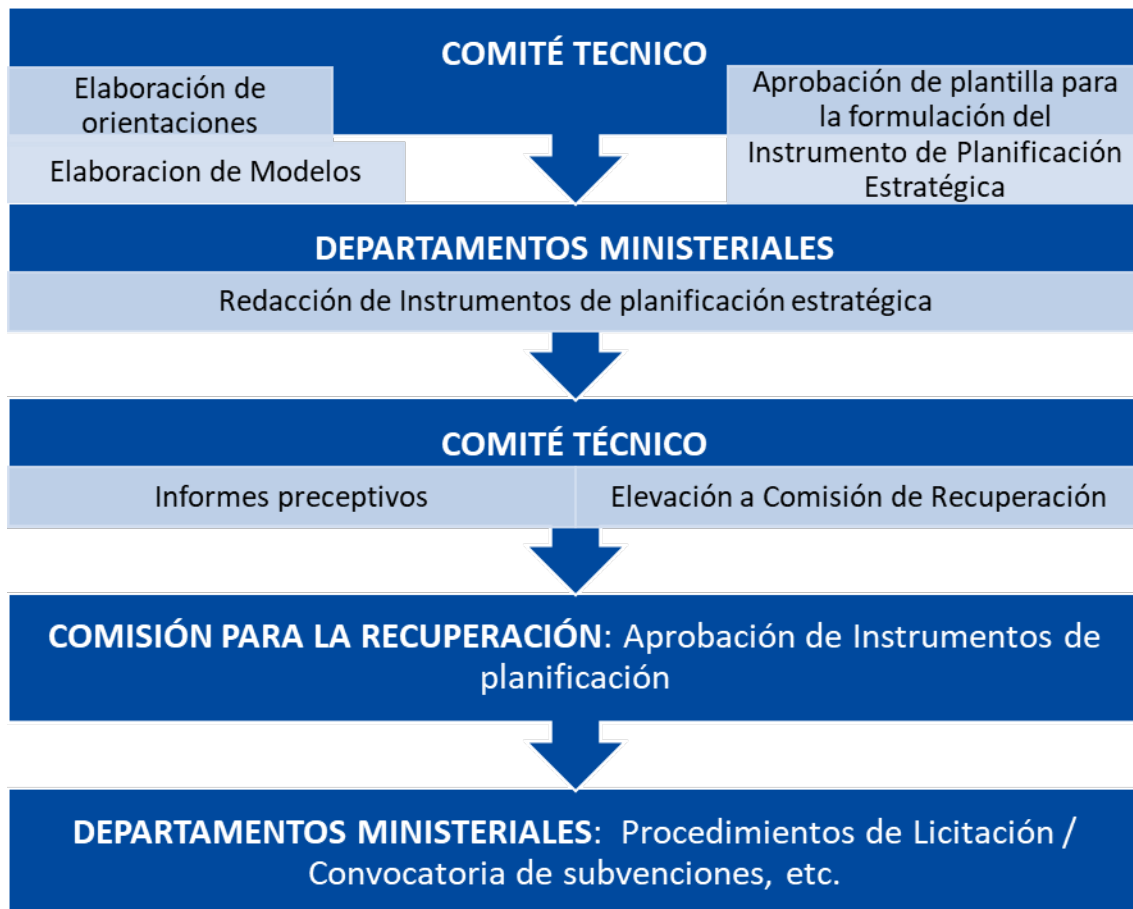 COMITÉ TECNICO
Elaboración de
orientaciones
Elaboracion de Modelos
Aprobación de plantilla para
la formulación del
Instrumento de Planificación
Estratégica
DEPARTAMENTOS MINISTERIALES
Redacción de Instrumentos de planificación estratégica
COMITÉ TÉCNICO
Informes preceptivos
Elevación a Comisión de Recuperación
COMISIÓN PARA LA RECUPERACIÓN: Aprobación de Instrumentos de
planificación
DEPARTAMENTOS MINISTERIALES: Procedimientos de Licitación /
Convocatoria de subvenciones, etc.